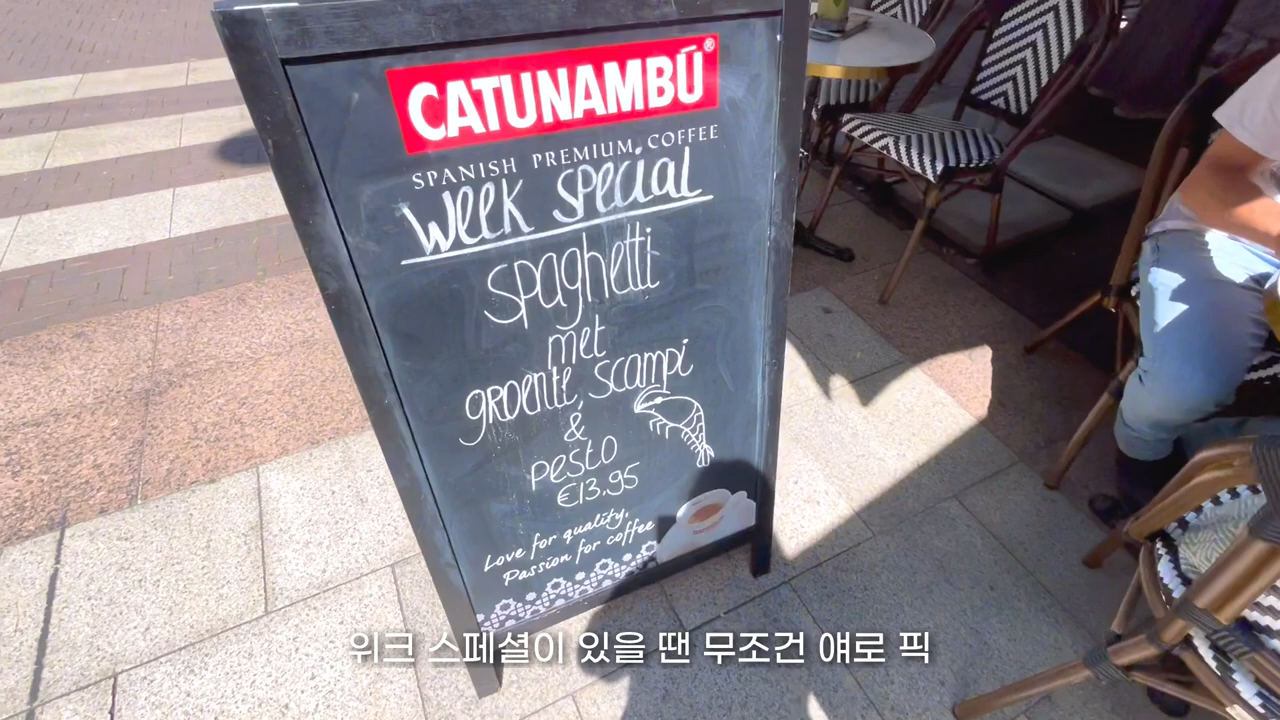 CATUNAMBÚ®
SPANISH PREMIUM COFFEE
Week Special
Spaghetti
met
groente, scampi
&
pesto
€13.95
Love for quality,
Passion for coffee
위크 스페셜이 있을 땐 무조건 얘로 픽